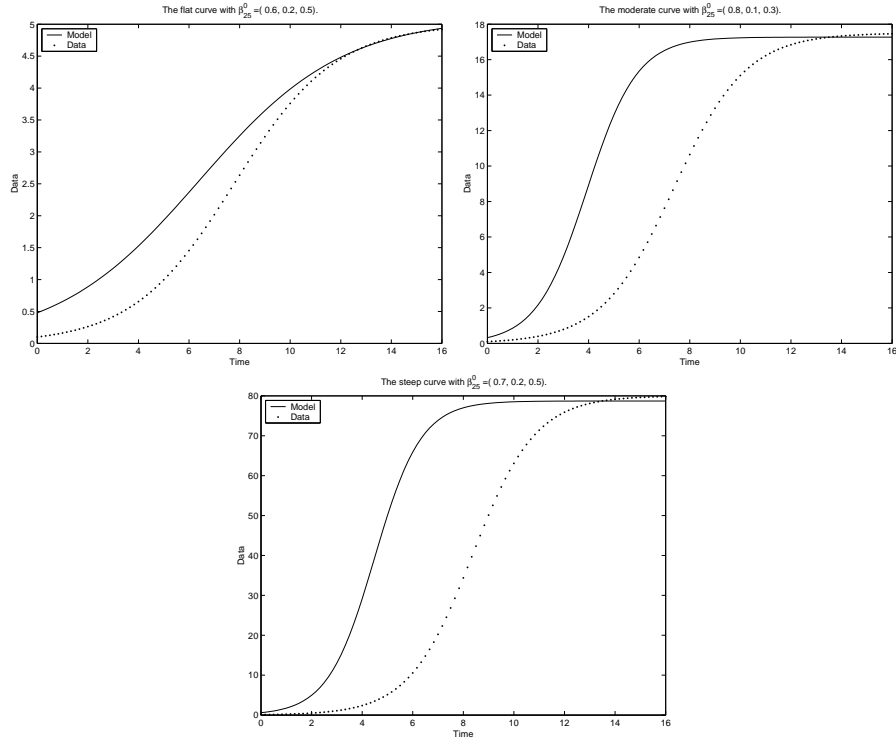 The flat curve with β⁰₂₅ =( 0.6, 0.2, 0.5).
5
4.5
4
3.5
3
2.5
2
1.5
1
0.5
0
Data
Model
Data
0 2 4 6 8 10 12 14 16
Time
The moderate curve with β⁰₂₅ =( 0.8, 0.1, 0.3).
18
16
14
12
10
8
6
4
2
0
Data
Model
Data
0 2 4 6 8 10 12 14 16
Time
The steep curve with β⁰₂₅ =( 0.7, 0.2, 0.5).
80
70
60
50
40
30
20
10
0
Data
Model
Data
0 2 4 6 8 10 12 14 16
Time